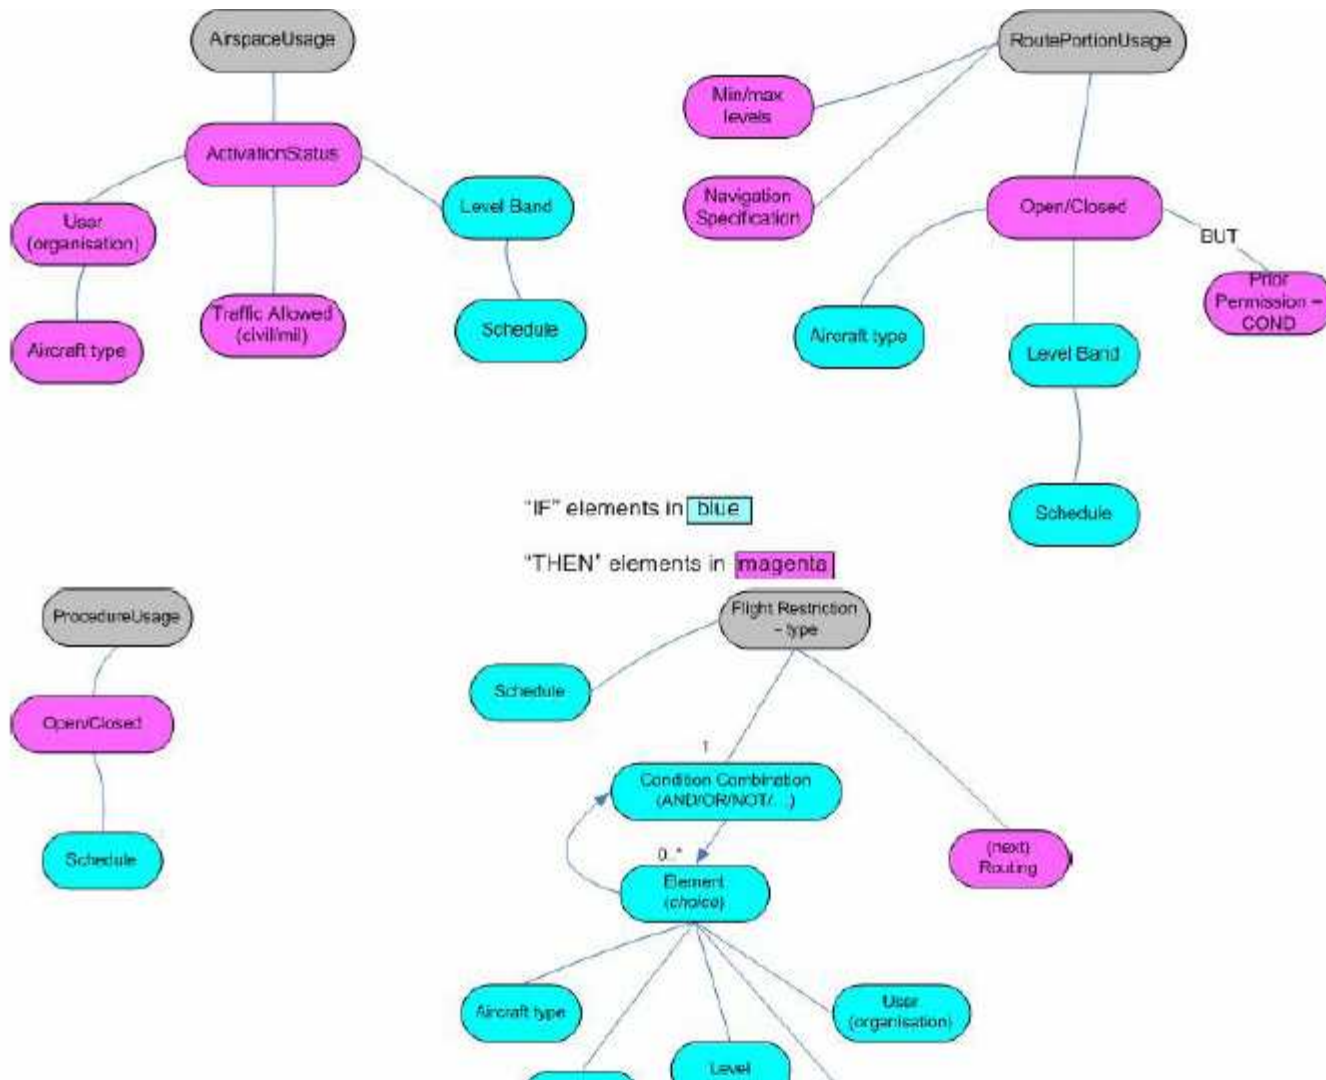 AirspaceUsage
ActivationStatus
User
(organisation)
Aircraft type
Traffic Allowed
(civil/mil)
Level Band
Schedule
RoutePortionUsage
Min/max
levels
Navigation
Specification
Open/Closed
BUT
Prior
Permission –
COND
Aircraft type
Level Band
Schedule
"IF" elements in blue
"THEN" elements in magenta
ProcedureUsage
Open/Closed
Schedule
Flight Restriction
– type
Schedule
1
Condition Combination
(AND/OR/NOT/...)
0..*
Element
(choice)
(next)
Routing
Aircraft type
User
(organisation)
Level